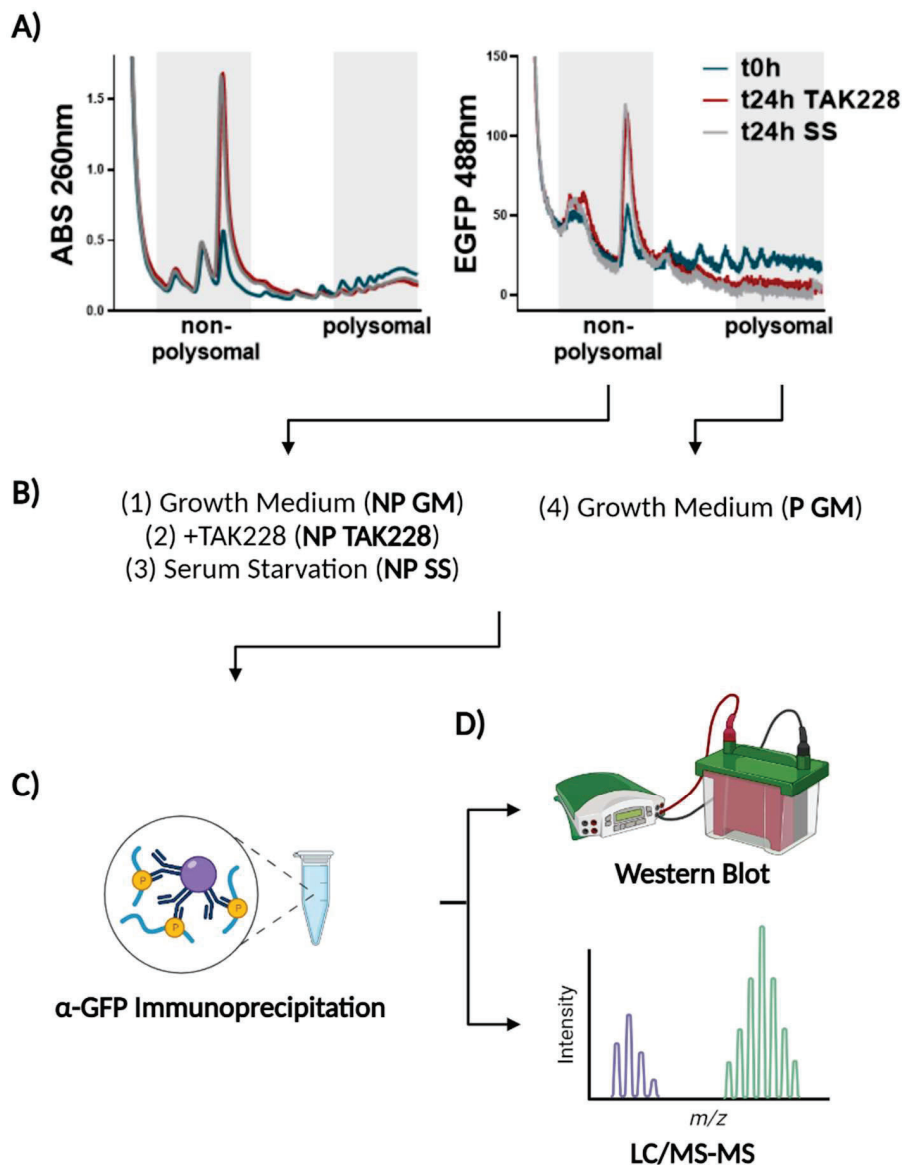 A)
ABS 260nm
1.5
1.0
0.5
0.0
non-
polysomal
polysomal
EGFP 488nm
150
100
50
0
non-
polysomal
polysomal
t0h
t24h TAK228
t24h SS
B)
(1) Growth Medium (NP GM)
(2) +TAK228 (NP TAK228)
(3) Serum Starvation (NP SS)
(4) Growth Medium (P GM)
C)
P
P
P
α-GFP Immunoprecipitation
D)
Western Blot
Intensity
m/z
LC/MS-MS